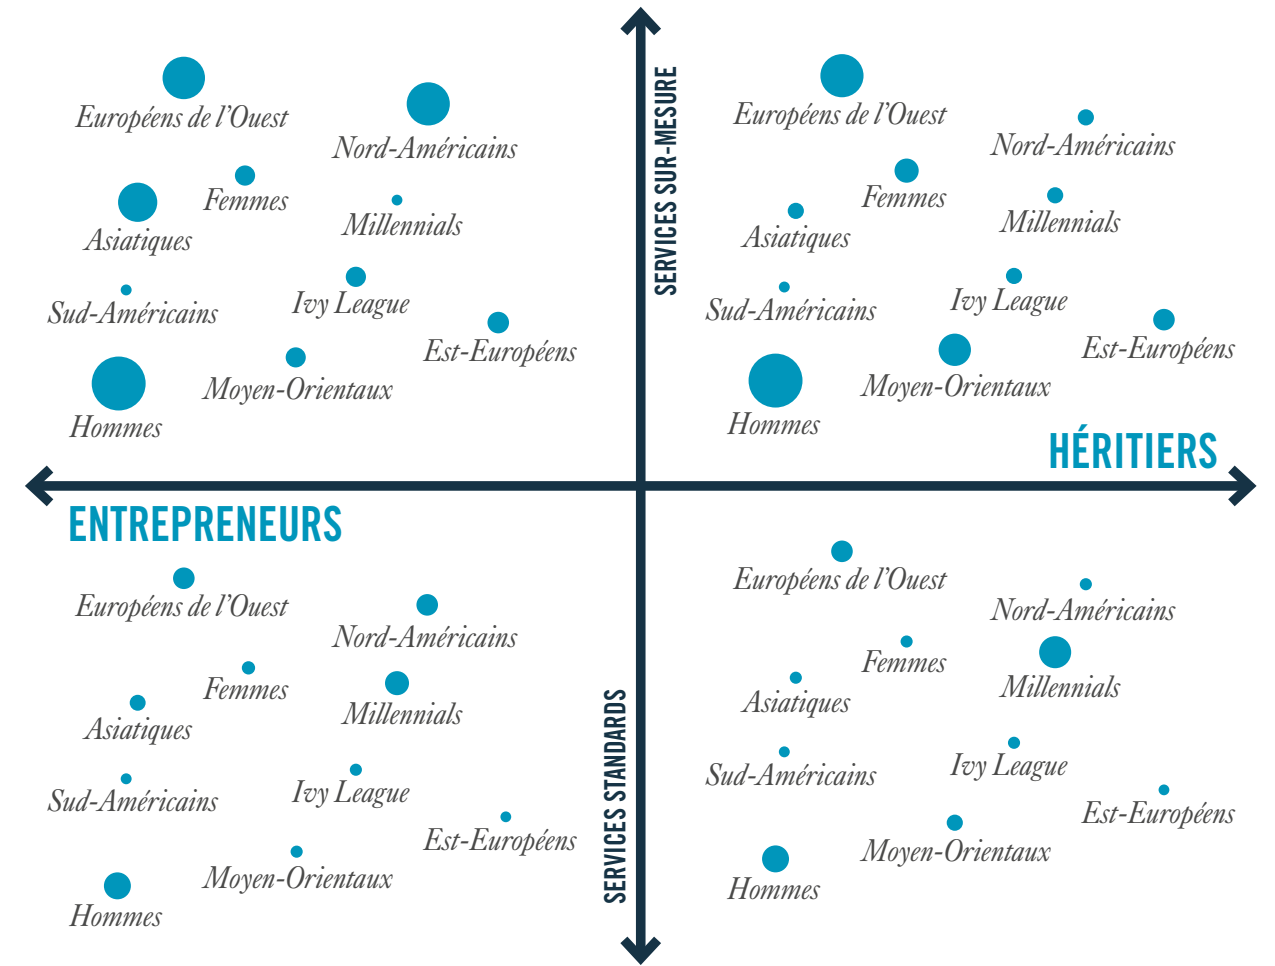 Européens de l'Ouest
Nord-Américains
Femmes
Millennials
Asiatiques
Ivy League
Sud-Américains
Est-Européens
Moyen-Orientaux
Hommes
SERVICES SUR-MESURE
Européens de l'Ouest
Nord-Américains
Femmes
Millennials
Asiatiques
Ivy League
Sud-Américains
Est-Européens
Moyen-Orientaux
Hommes
HÉRITIERS
ENTREPRENEURS
Européens de l'Ouest
Nord-Américains
Femmes
Millennials
Asiatiques
Ivy League
Sud-Américains
Est-Européens
Moyen-Orientaux
Hommes
SERVICES STANDARDS
Européens de l'Ouest
Nord-Américains
Femmes
Millennials
Asiatiques
Ivy League
Sud-Américains
Est-Européens
Moyen-Orientaux
Hommes